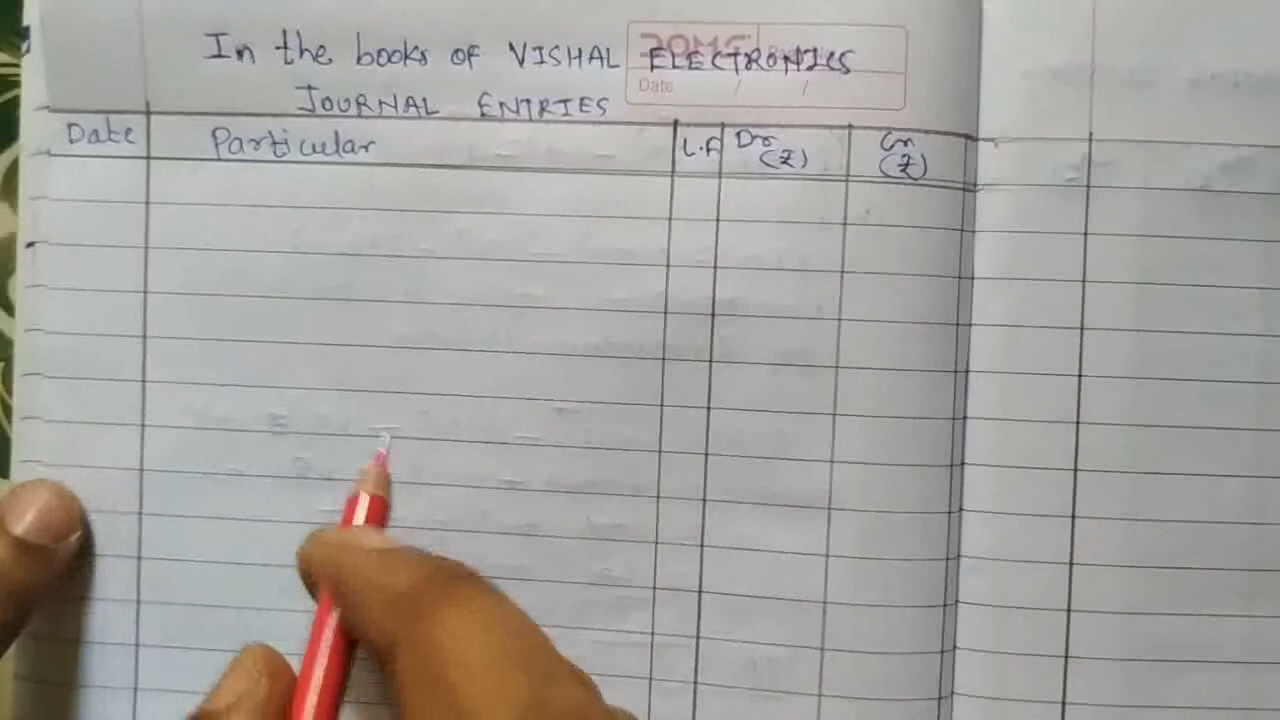 In the books of VISHAL ELECTRONICS
Date / /
JOURNAL ENTRIES
Date Particular L.F Dr (₹) Cr (₹)